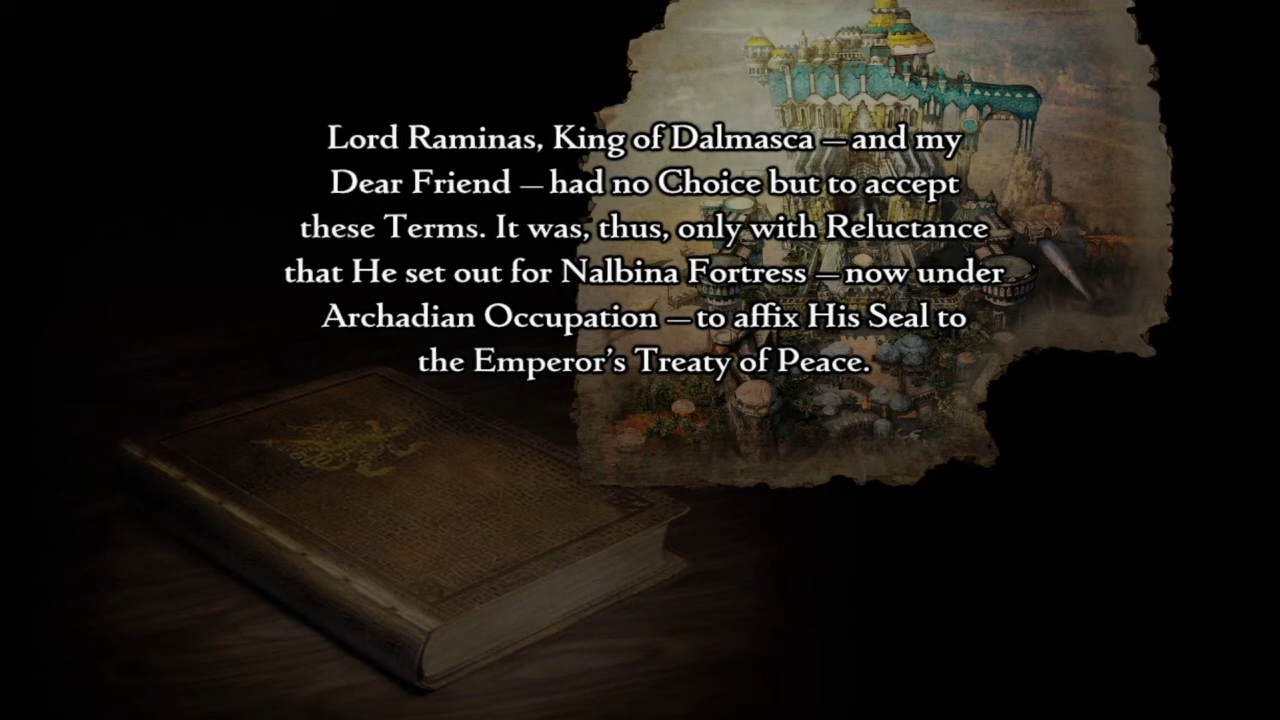 Lord Raminas, King of Dalmasca – and my
Dear Friend – had no Choice but to accept
these Terms. It was, thus, only with Reluctance
that He set out for Nalbina Fortress – now under
Archadian Occupation – to affix His Seal to
the Emperor’s Treaty of Peace.